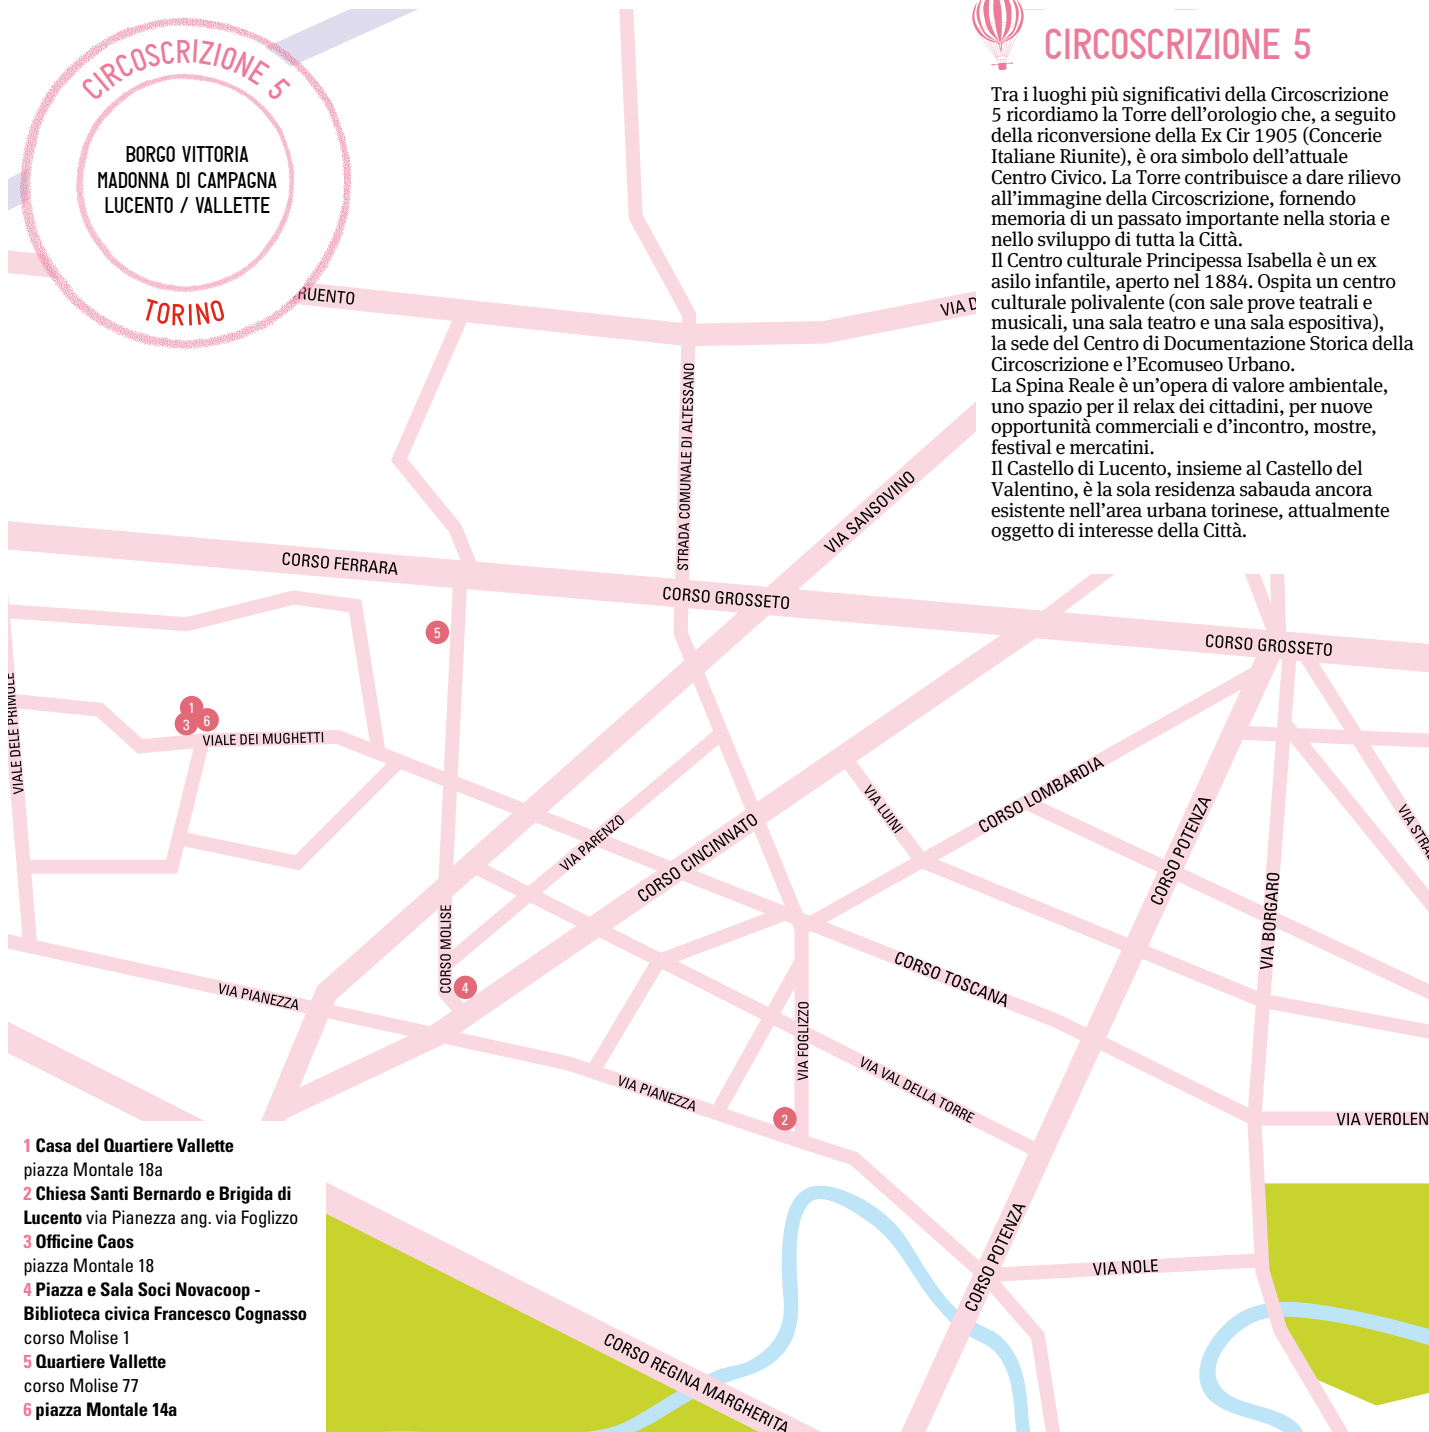 CIRCOSCRIZIONE 5
BORGO VITTORIA
MADONNA DI CAMPAGNA
LUCENTO / VALLETTE
TORINO
CIRCOSCRIZIONE 5
Tra i luoghi più significativi della Circoscrizione
5 ricordiamo la Torre dell'orologio che, a seguito
della riconversione della Ex Cir 1905 (Concerie
Italiane Riunite), è ora simbolo dell'attuale
Centro Civico. La Torre contribuisce a dare rilievo
all'immagine della Circoscrizione, fornendo
memoria di un passato importante nella storia e
nello sviluppo di tutta la Città.
Il Centro culturale Principessa Isabella è un ex
asilo infantile, aperto nel 1884. Ospita un centro
culturale polivalente (con sale prove teatrali e
musicali, una sala teatro e una sala espositiva),
la sede del Centro di Documentazione Storica della
Circoscrizione e l'Ecomuseo Urbano.
La Spina Reale è un'opera di valore ambientale,
uno spazio per il relax dei cittadini, per nuove
opportunità commerciali e d'incontro, mostre,
festival e mercatini.
Il Castello di Lucento, insieme al Castello del
Valentino, è la sola residenza sabauda ancora
esistente nell'area urbana torinese, attualmente
oggetto di interesse della Città.
RUENTO
VIA D
STRADA COMUNALE DI ALTESSANO
VIA SANSOVINO
CORSO FERRARA
CORSO GROSSETO
CORSO GROSSETO
5
1
3
6
VIALE DELE PRIMULE
VIALE DEI MUGHETTI
VIA PARENZO
CORSO CINCINNATO
VIA LUINI
CORSO LOMBARDIA
CORSO POTENZA
VIA BORGARO
VIA STRA
CORSO MOLISE
4
VIA PIANEZZA
CORSO TOSCANA
VIA FOGLIZZO
VIA VAL DELLA TORRE
VIA PIANEZZA
2
VIA VEROLEN
CORSO POTENZA
VIA NOLE
CORSO REGINA MARGHERITA
1 Casa del Quartiere Vallette
piazza Montale 18a
2 Chiesa Santi Bernardo e Brigida di
Lucento via Pianezza ang. via Foglizzo
3 Officine Caos
piazza Montale 18
4 Piazza e Sala Soci Novacoop -
Biblioteca civica Francesco Cognasso
corso Molise 1
5 Quartiere Vallette
corso Molise 77
6 piazza Montale 14a